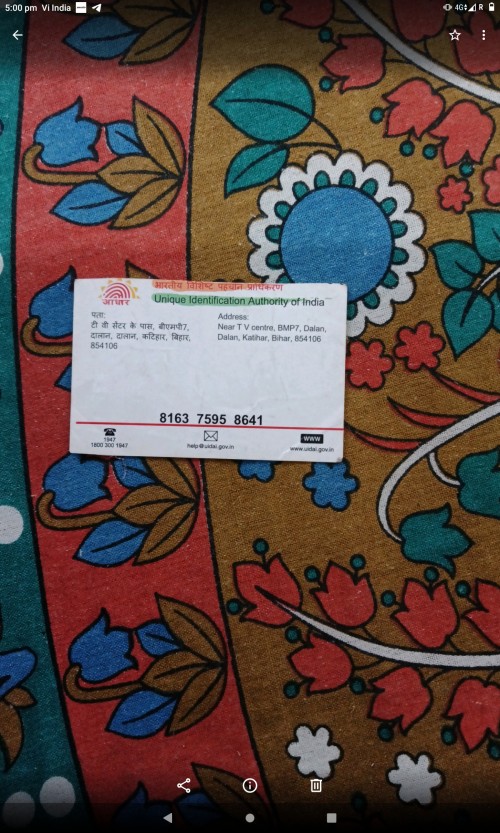 5:00 pm Vi India
4G R
आधार
भारतीय विशिष्ट पहचान प्राधिकरण
Unique Identification Authority of India
पता:
टी वी सेंटर के पास, बीएमपी7,
दालान, दालान, कटिहार, बिहार,
854106
Address:
Near T V centre, BMP7, Dalan,
Dalan, Katihar, Bihar, 854106
8163 7595 8641
1947
1800 300 1947
help@uidai.gov.in
WWW
www.uidai.gov.in